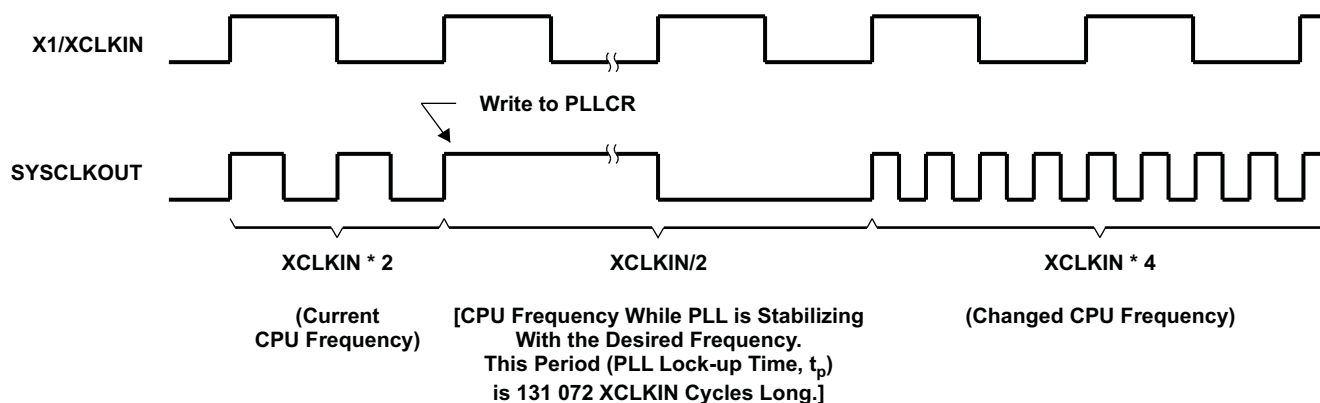 X1/XCLKIN
Write to PLLCR
SYSCLKOUT
XCLKIN * 2
XCLKIN/2
XCLKIN * 4
(Current
CPU Frequency)
[CPU Frequency While PLL is Stabilizing
With the Desired Frequency.
This Period (PLL Lock-up Time, tp)
is 131 072 XCLKIN Cycles Long.]
(Changed CPU Frequency)